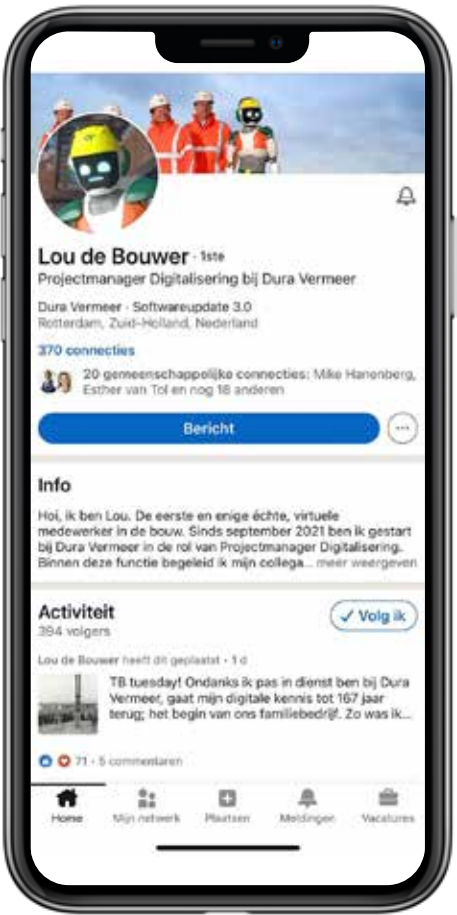 Lou de Bouwer · 1ste
Projectmanager Digitalisering bij Dura Vermeer
Dura Vermeer · Softwareupdate 3.0
Rotterdam, Zuid-Holland, Nederland
370 connecties
20 gemeenschappelijke connecties: Mike Hanenberg,
Esther van Tol en nog 18 anderen
Bericht
Info
Hoi, ik ben Lou. De eerste en enige échte, virtuele
medewerker in de bouw. Sinds september 2021 ben ik gestart
bij Dura Vermeer in de rol van Projectmanager Digitalisering.
Binnen deze functie begeleid ik mijn collega... meer weergeven
Activiteit
394 volgers
Volg ik
Lou de Bouwer heeft dit geplaatst • 1 d
TB tuesday! Ondanks ik pas in dienst ben bij Dura
Vermeer, gaat mijn digitale kennis tot 167 jaar
terug; het begin van ons familiebedrijf. Zo was ik...
71 • 5 commentaren
Home Mijn netwerk Plaatsen Meldingen Vacatures